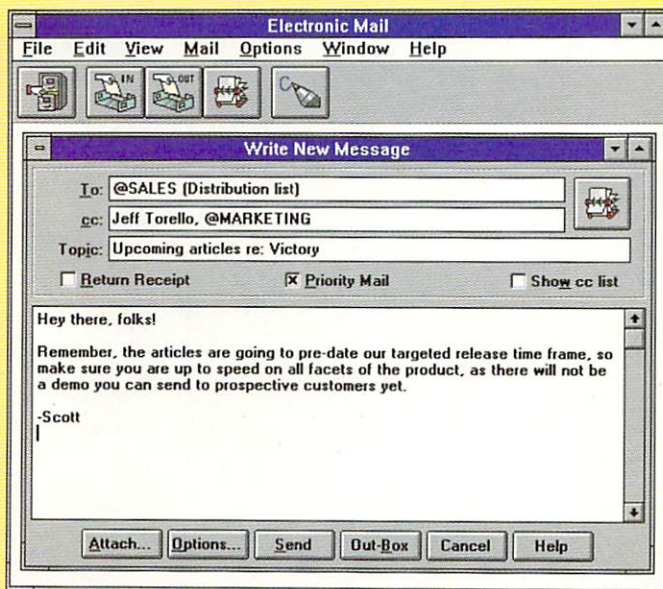 Electronic Mail
File Edit View Mail Options Window Help
IN OUT
Write New Message
To: @SALES (Distribution list)
cc: Jeff Torello, @MARKETING
Topic: Upcoming articles re: Victory
Return Receipt Priority Mail Show cc list
Hey there, folks!
Remember, the articles are going to pre-date our targeted release time frame, so
make sure you are up to speed on all facets of the product, as there will not be
a demo you can send to prospective customers yet.
-Scott
Attach... Options... Send Out-Box Cancel Help